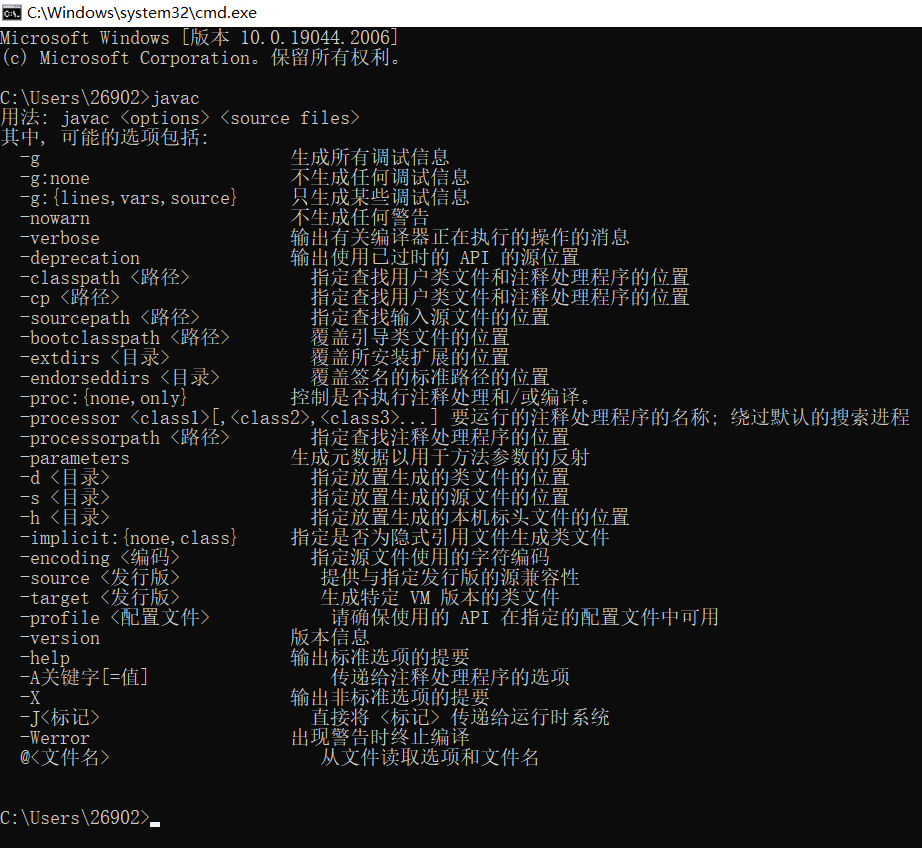 C:\Windows\system32\cmd.exe
Microsoft Windows [版本 10.0.19044.2006]
(c) Microsoft Corporation。保留所有权利。
C:\Users\26902>javac
用法: javac <options> <source files>
其中, 可能的选项包括:
-g 生成所有调试信息
-g:none 不生成任何调试信息
-g:{lines,vars,source} 只生成某些调试信息
-nowarn 不生成任何警告
-verbose 输出有关编译器正在执行的操作的消息
-deprecation 输出使用已过时的 API 的源位置
-classpath <路径> 指定查找用户类文件和注释处理程序的位置
-cp <路径> 指定查找用户类文件和注释处理程序的位置
-sourcepath <路径> 指定查找输入源文件的位置
-bootclasspath <路径> 覆盖引导类文件的位置
-extdirs <目录> 覆盖所安装扩展的位置
-endorseddirs <目录> 覆盖签名的标准路径的位置
-proc:{none,only} 控制是否执行注释处理和/或编译。
-processor <class1>[,<class2>,<class3>...] 要运行的注释处理程序的名称; 绕过默认的搜索进程
-processorpath <路径> 指定查找注释处理程序的位置
-parameters 生成元数据以用于方法参数的反射
-d <目录> 指定放置生成的类文件的位置
-s <目录> 指定放置生成的源文件的位置
-h <目录> 指定放置生成的本机标头文件的位置
-implicit:{none,class} 指定是否为隐式引用文件生成类文件
-encoding <编码> 指定源文件使用的字符编码
-source <发行版> 提供与指定发行版的源兼容性
-target <发行版> 生成特定 VM 版本的类文件
-profile <配置文件> 请确保使用的 API 在指定的配置文件中可用
-version 版本信息
-help 输出标准选项的提要
-A关键字[=值] 传递给注释处理程序的选项
-X 输出非标准选项的提要
-J<标记> 直接将 <标记> 传递给运行时系统
-Werror 出现警告时终止编译
@<文件名> 从文件读取选项和文件名
C:\Users\26902>